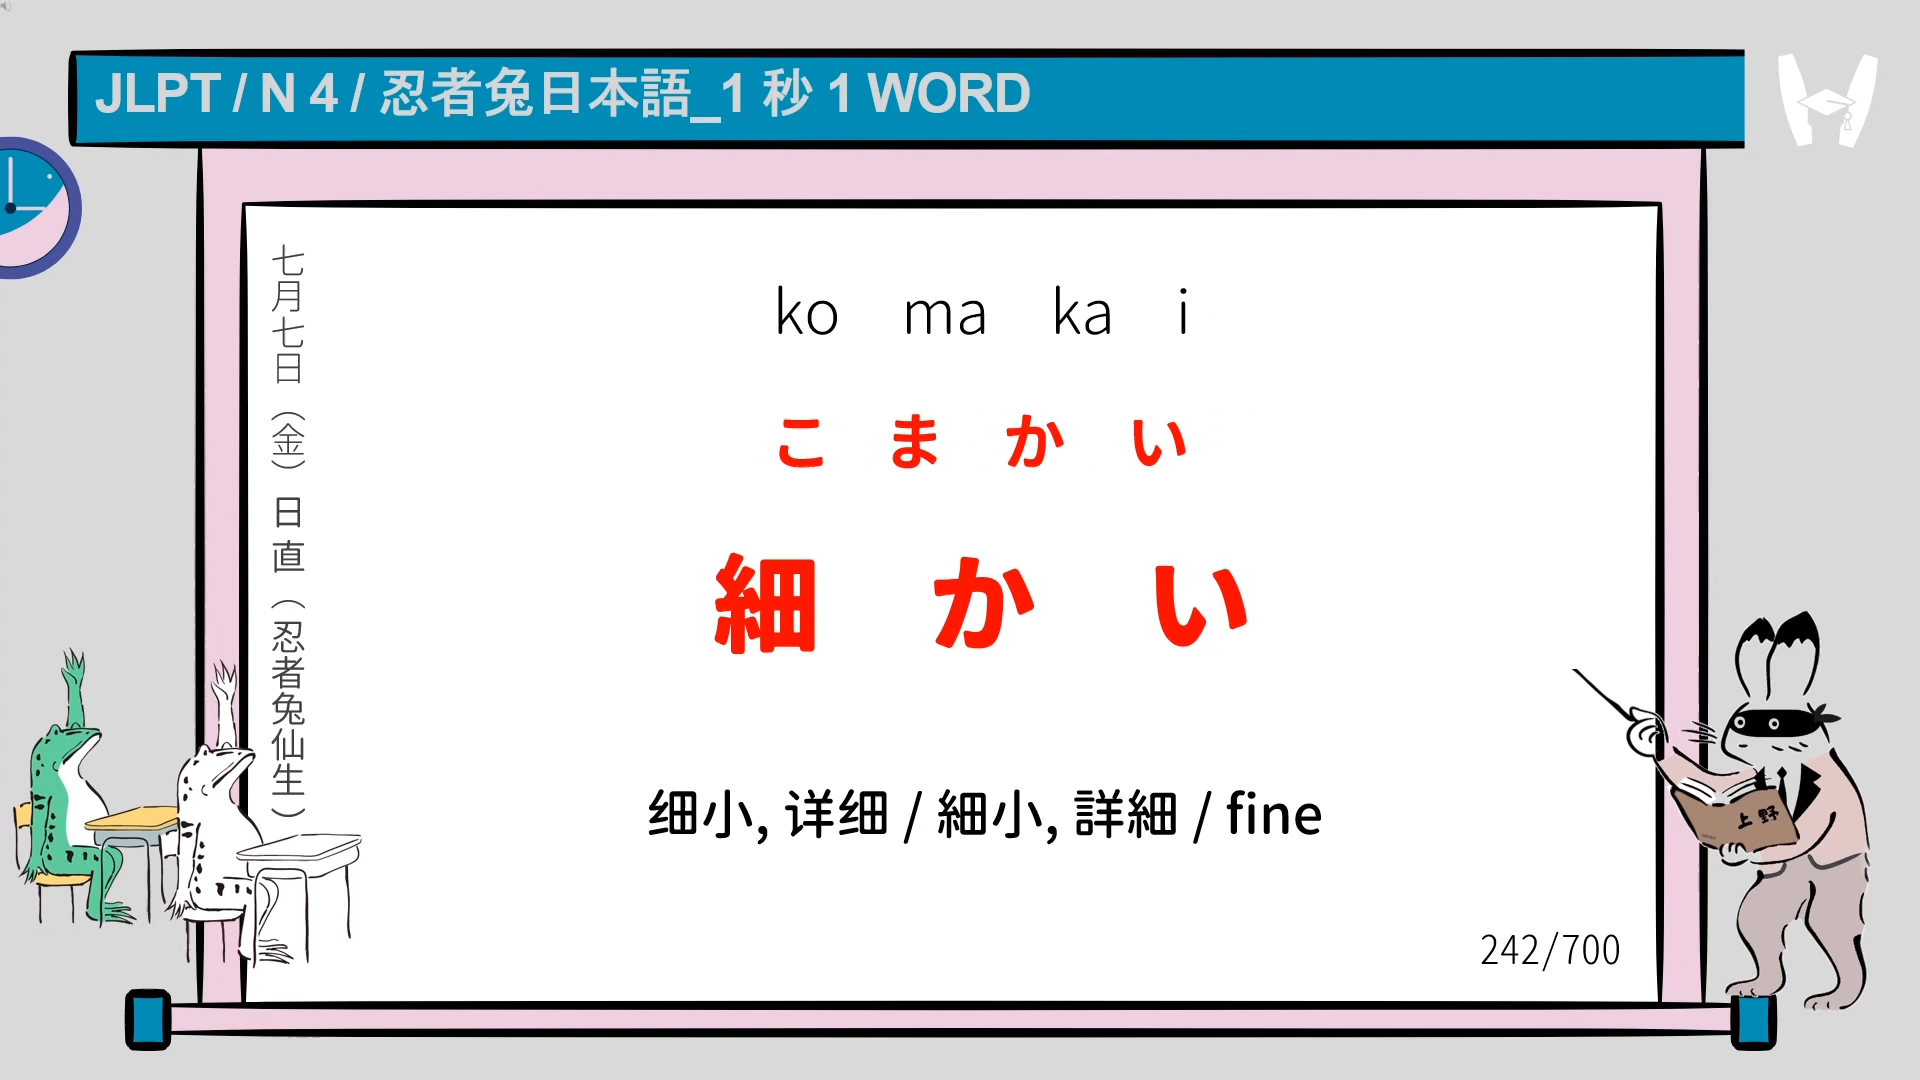 JLPT / N 4 / 忍者兔日本語_1 秒 1 WORD
七月七日（金）日直（忍者兔仙生）
ko ma ka i
こ ま か い
細 か い
细小, 详细 / 細小, 詳細 / fine
上野
242/700